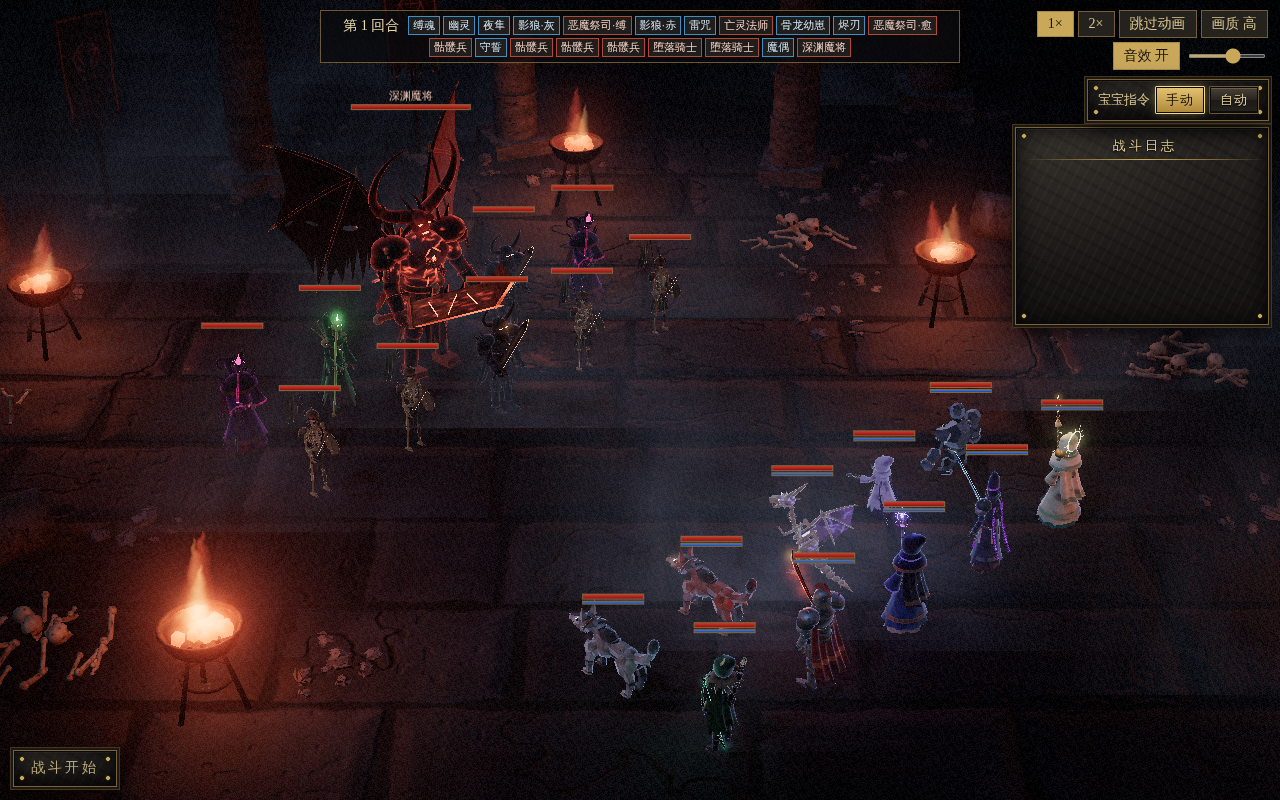 第 1 回合 缚魂 幽灵 夜隼 影狼·灰 恶魔祭司·缚 影狼·赤 雷咒 亡灵法师 骨龙幼崽 烬刃 恶魔祭司·愈
骷髅兵 守誓 骷髅兵 骷髅兵 骷髅兵 堕落骑士 堕落骑士 魔偶 深渊魔将
1× 2× 跳过动画 画质 高
音效 开
宝宝指令 手动 自动
战斗日志
深渊魔将
战斗开始